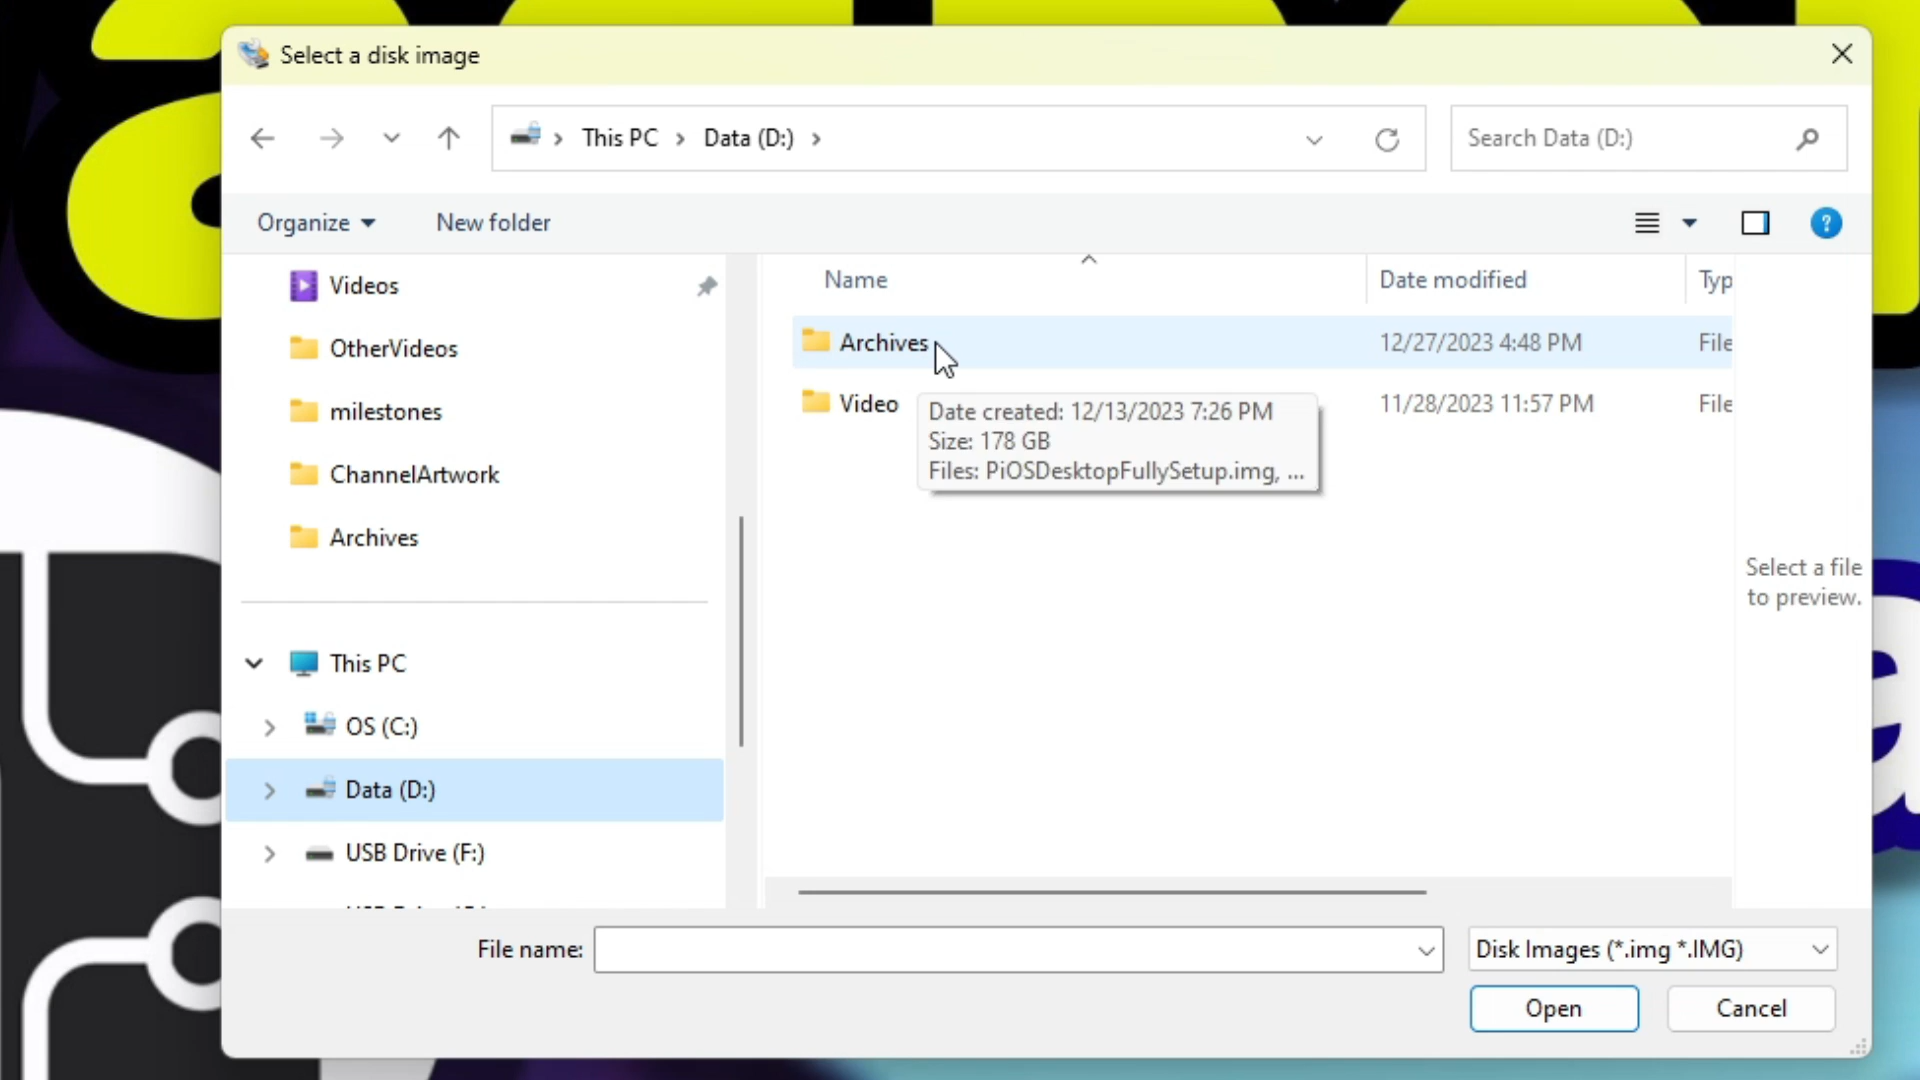 Select a disk image
This PC
Data (D:)
Search Data (D:)
Organize
New folder
?
Name
Date modified
Typ
Videos
OtherVideos
milestones
ChannelArtwork
Archives
This PC
OS (C:)
Data (D:)
USB Drive (F:)
Archives
12/27/2023 4:48 PM
File
Video
11/28/2023 11:57 PM
File
Date created: 12/13/2023 7:26 PM
Size: 178 GB
Files: PiOSDesktopFullySetup.img, ...
Select a file
to preview.
File name:
Disk Images (*.img *.IMG)
Open
Cancel